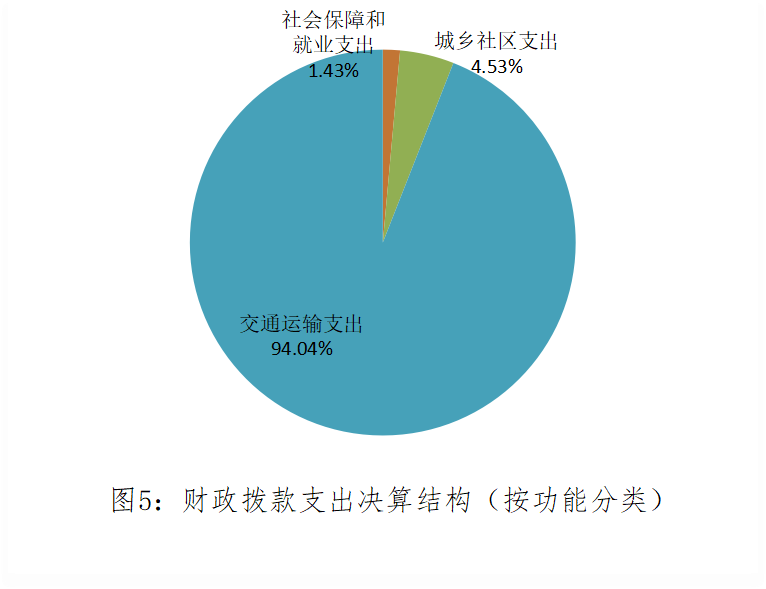 社会保障和
就业支出
1.43%
城乡社区支出
4.53%
交通运输支出
94.04%
图5：财政拨款支出决算结构（按功能分类）